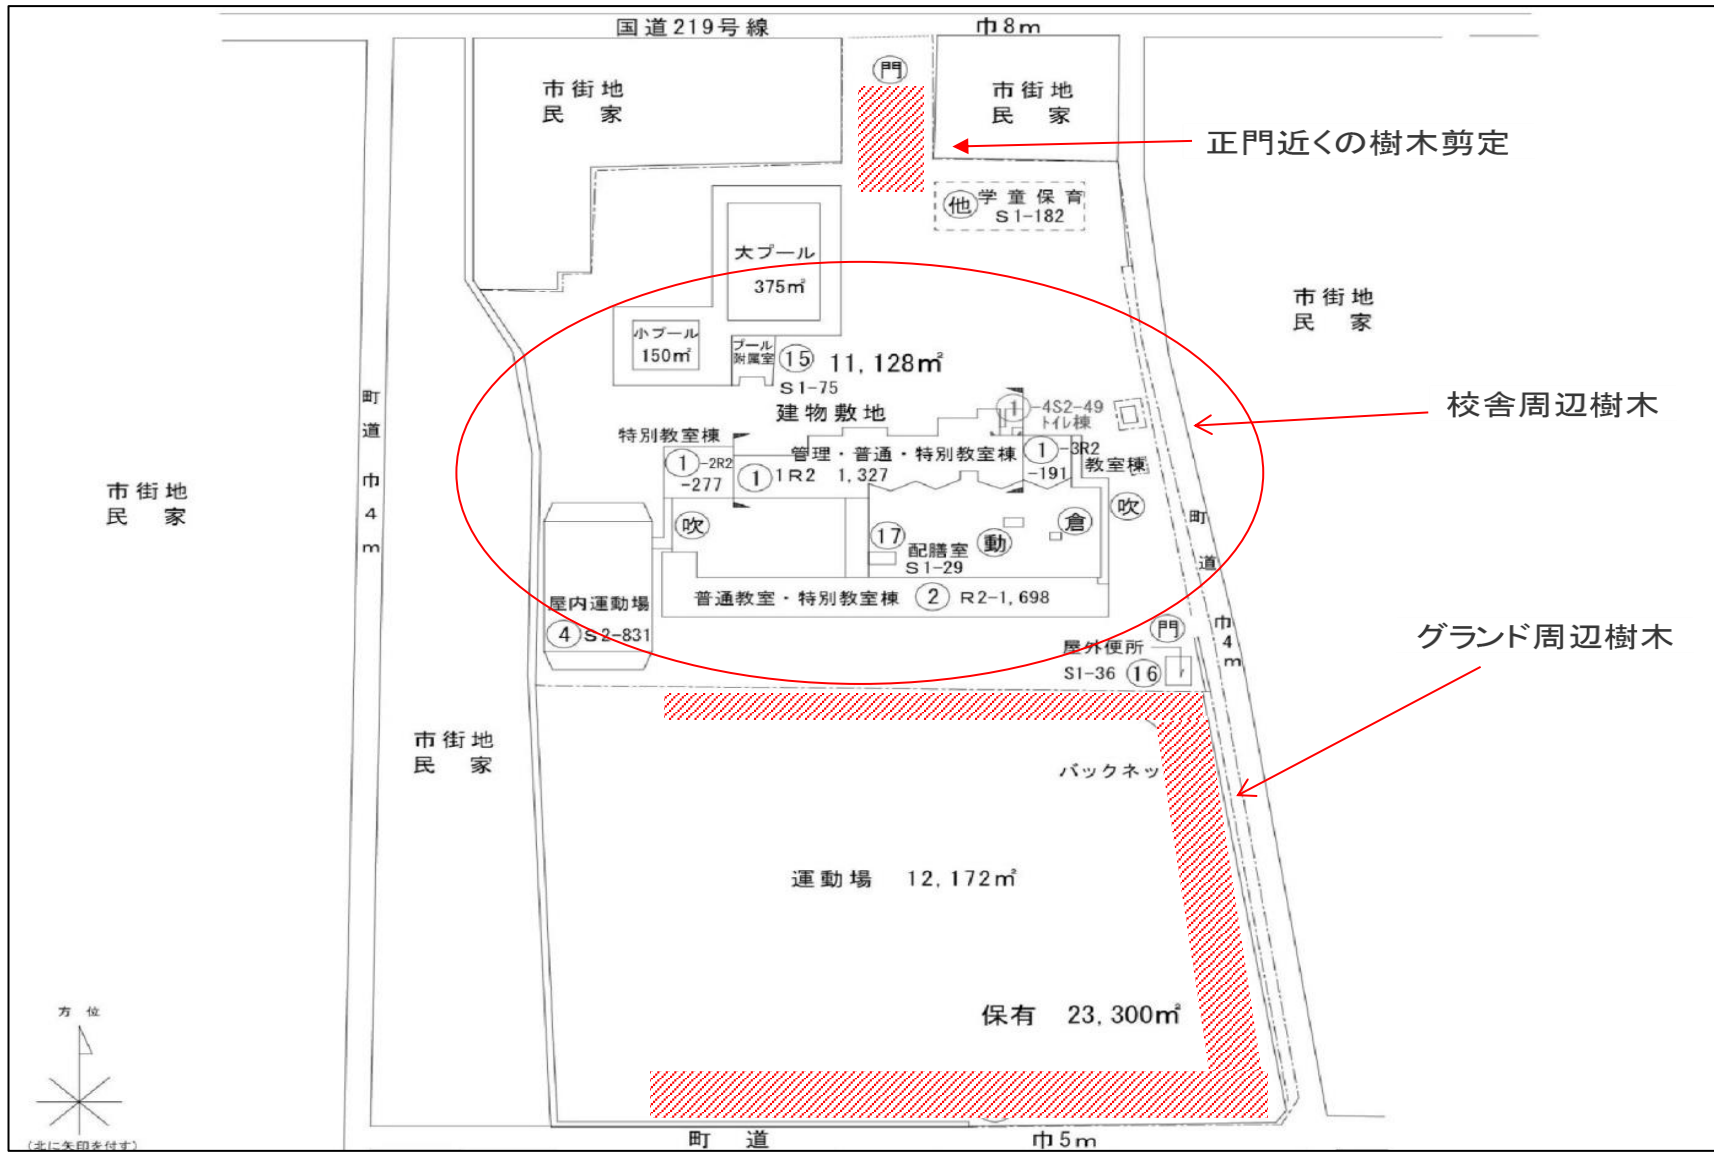 国道219号線 巾8m
門
市街地
民 家
市街地
民 家
正門近くの樹木剪定
他 学童保育
S1-182
大プール
375㎡
市街地
民 家
小プール
150㎡
プール
附属室
15 11,128㎡
S1-75
建物敷地
1-4S2-49
トイレ棟
校舎周辺樹木
町道 巾4m
特別教室棟
1-2R2
-277
管理・普通・特別教室棟
1 1R2 1,327
1-3R2
-191
教室棟
市街地
民 家
吹
17
配膳室
S1-29
動
倉
吹
町道 巾4m
普通教室・特別教室棟 2 R2-1,698
屋内運動場
4 S2-831
門
屋外便所
S1-36 16
グランド周辺樹木
市街地
民 家
バックネッ
運動場 12,172㎡
保有 23,300㎡
方 位
(北に矢印を付す)
町 道 巾5m